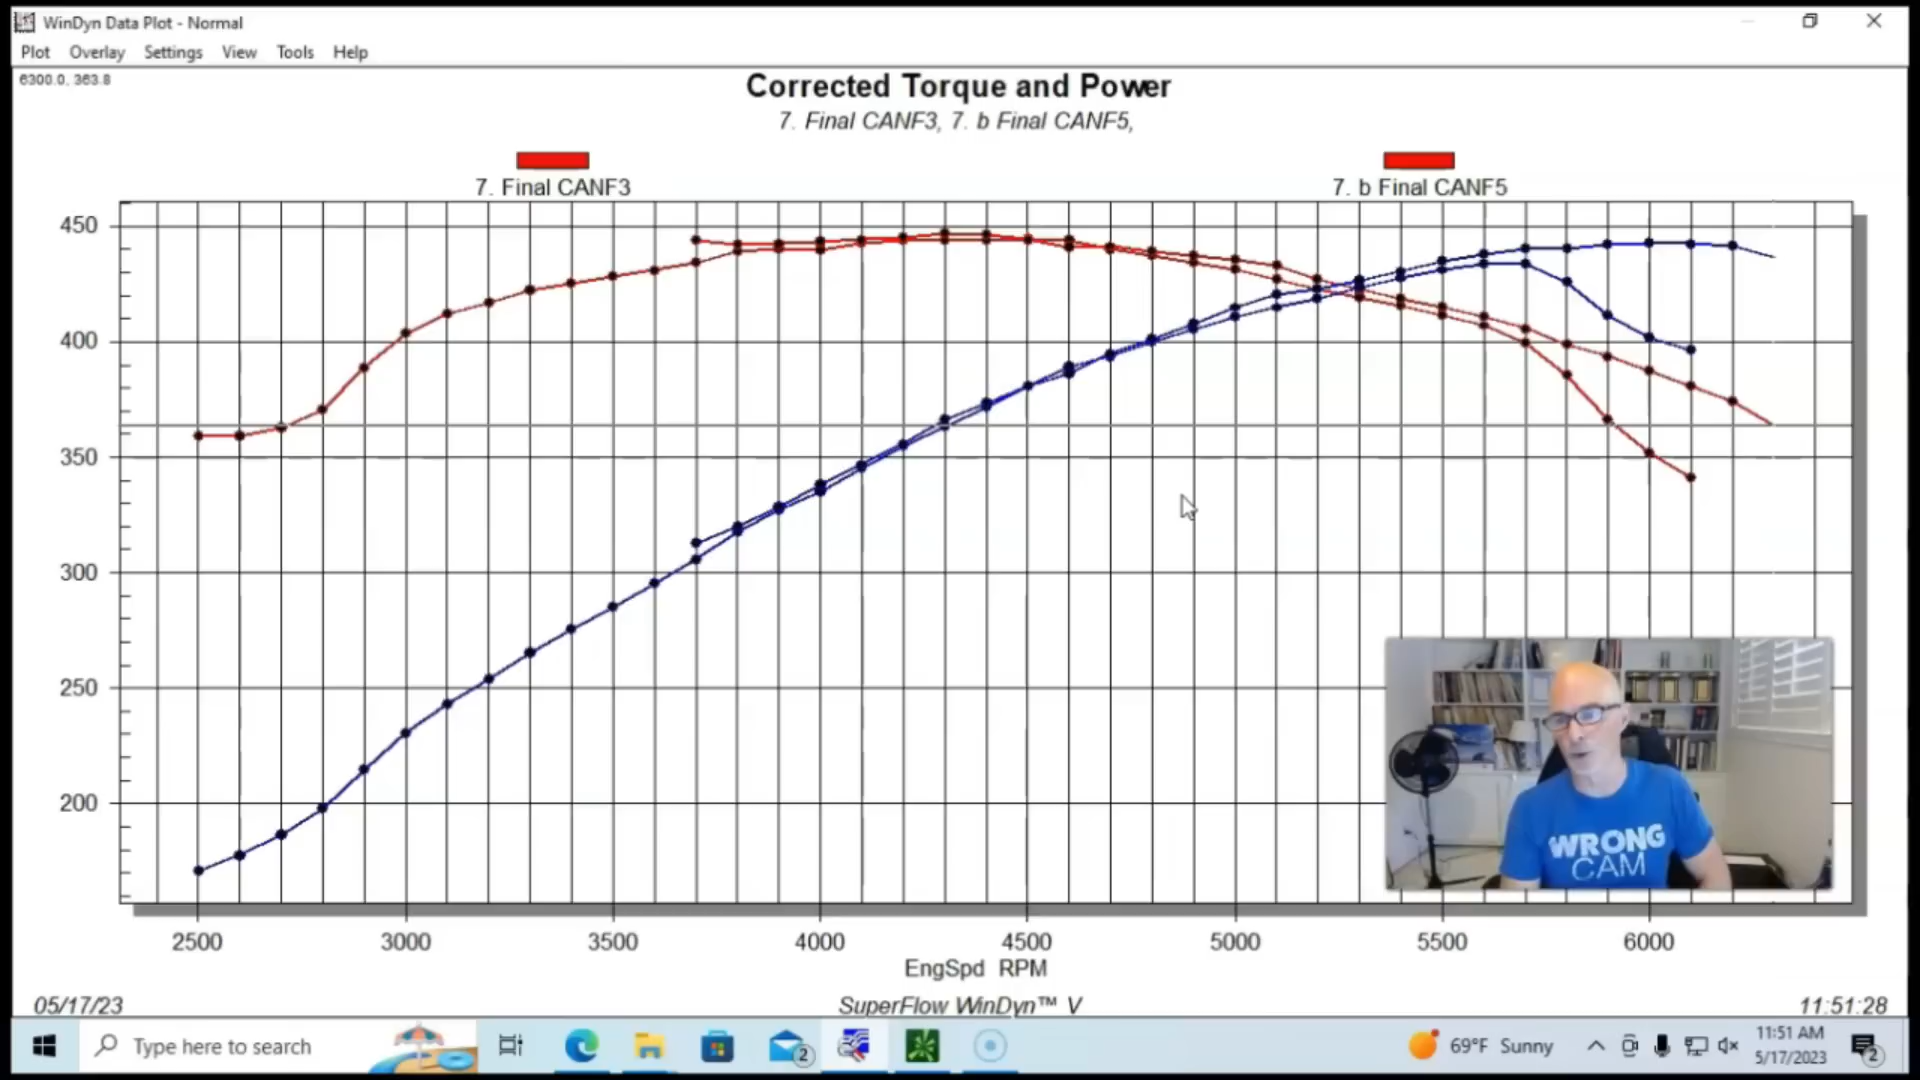 WinDyn Data Plot - Normal
Plot Overlay Settings View Tools Help
6300.0, 363.8
Corrected Torque and Power
7. Final CANF3, 7. b Final CANF5,
7. Final CANF3
7. b Final CANF5
450
400
350
300
250
200
2500 3000 3500 4000 4500 5000 5500 6000
EngSpd RPM
WRONG
CAM
05/17/23 SuperFlow WinDyn™ V 11:51:28
Type here to search
2
69°F Sunny
11:51 AM
5/17/2023
2